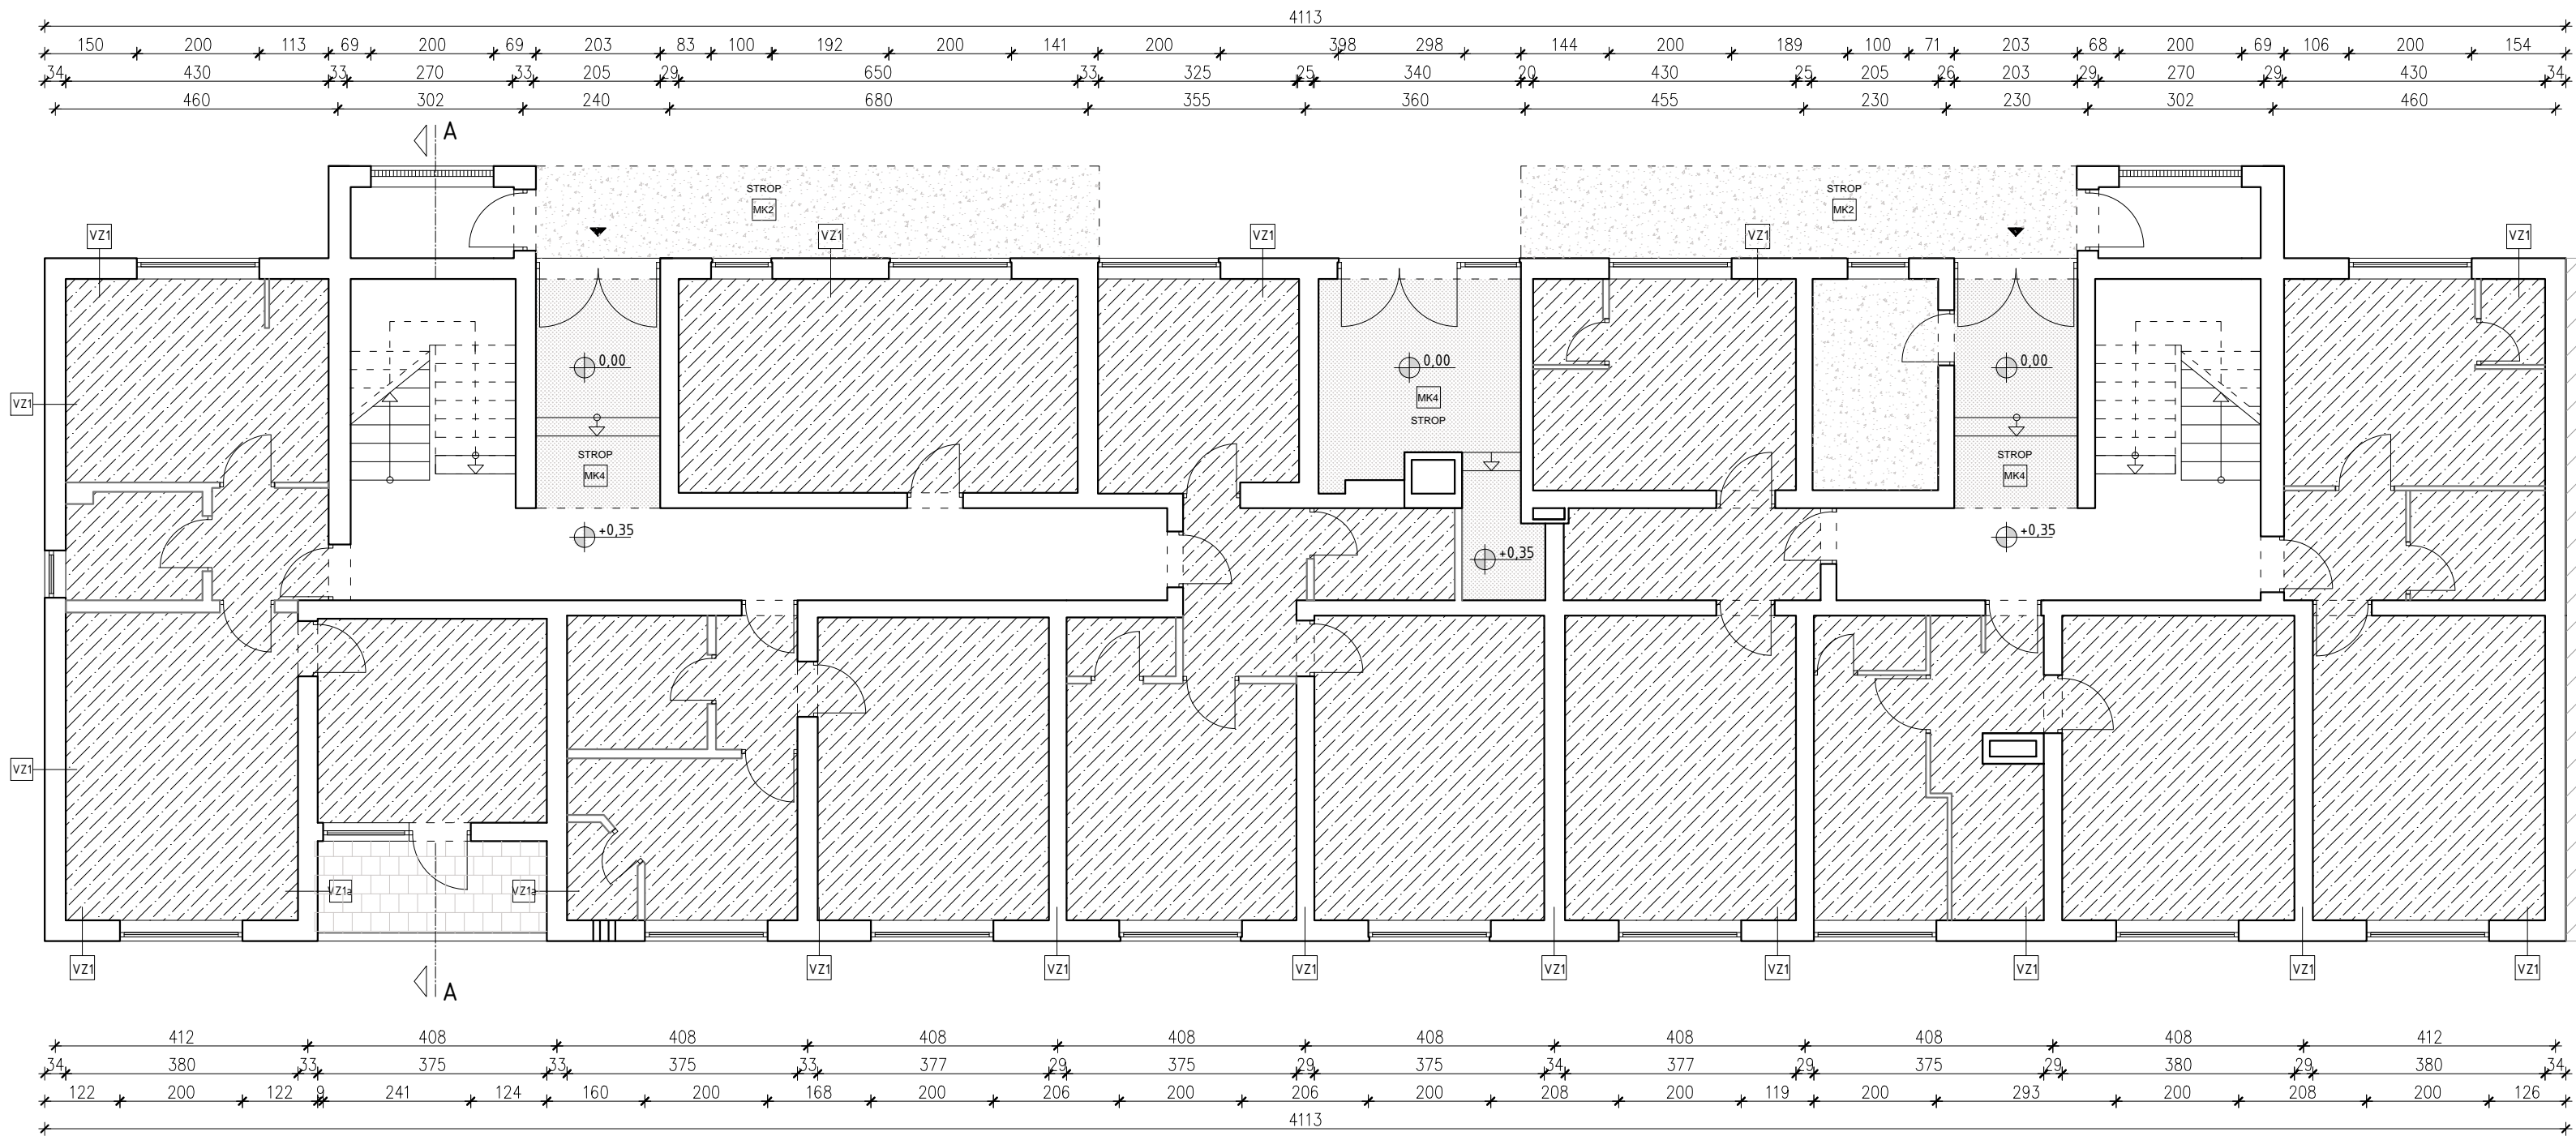 4113
150 200 113 69 200 69 203 83 100 192 200 141 200 398 298 144 200 189 100 71 203 68 200 69 106 200 154
34 430 33 270 33 205 29 650 33 325 25 340 20 430 25 205 26 203 29 270 29 430 34
460 302 240 680 355 360 455 230 230 302 460
A
STROP STROP
MK2 MK2
VZ1 VZ1 VZ1 VZ1 VZ1
0,00 0,00 0,00
VZ1 MK4
STROP
STROP STROP
MK4 MK4
+0,35 +0,35
+0,35
VZ1
VZ1a VZ1a
VZ1 VZ1 VZ1 VZ1 VZ1 VZ1 VZ1 VZ1 VZ1
A
412 408 408 408 408 408 408 408 408 412
34 380 33 375 33 375 33 377 29 375 29 375 34 377 29 375 29 380 29 380 34
122 200 122 9 241 124 160 200 168 200 206 200 206 200 208 200 119 200 293 200 208 200 126
4113